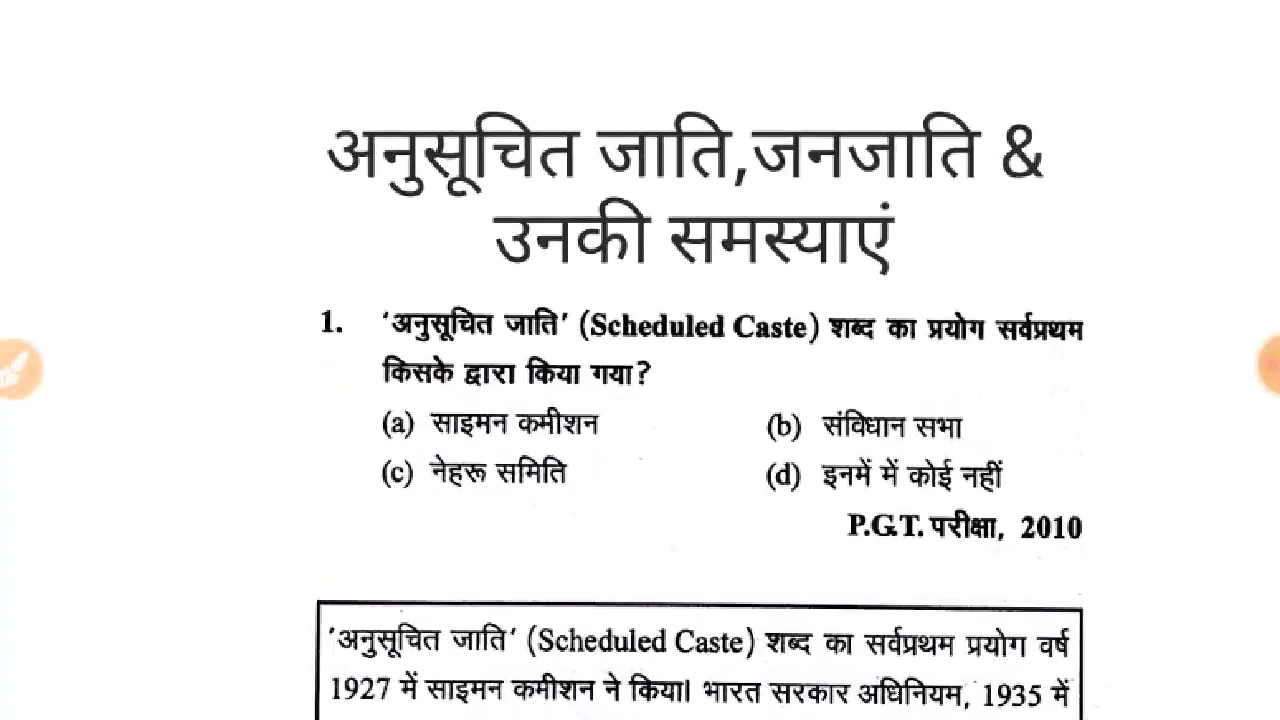 अनुसूचित जाति,जनजाति &
उनकी समस्याएं
1. 'अनुसूचित जाति' (Scheduled Caste) शब्द का प्रयोग सर्वप्रथम
किसके द्वारा किया गया?
(a) साइमन कमीशन (b) संविधान सभा
(c) नेहरू समिति (d) इनमें में कोई नहीं
P.G.T. परीक्षा, 2010
'अनुसूचित जाति' (Scheduled Caste) शब्द का सर्वप्रथम प्रयोग वर्ष
1927 में साइमन कमीशन ने किया। भारत सरकार अधिनियम, 1935 में